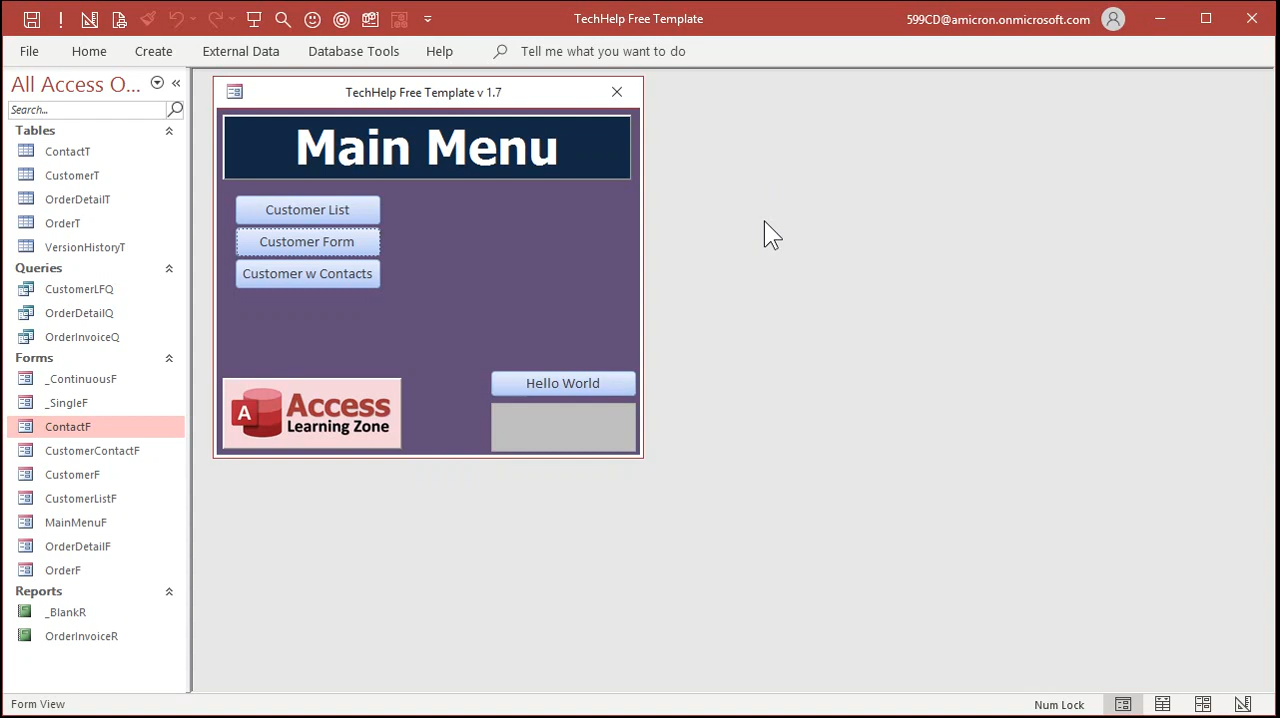 TechHelp Free Template
599CD@amicron.onmicrosoft.com
File Home Create External Data Database Tools Help Tell me what you want to do
All Access O...
Search...
Tables
ContactT
CustomerT
OrderDetailT
OrderT
VersionHistoryT
Queries
CustomerLFQ
OrderDetailQ
OrderInvoiceQ
Forms
_ContinuousF
_SingleF
ContactF
CustomerContactF
CustomerF
CustomerListF
MainMenuF
OrderDetailF
OrderF
Reports
_BlankR
OrderInvoiceR
TechHelp Free Template v 1.7
Main Menu
Customer List
Customer Form
Customer w Contacts
A Access
Learning Zone
Hello World
Form View
Num Lock